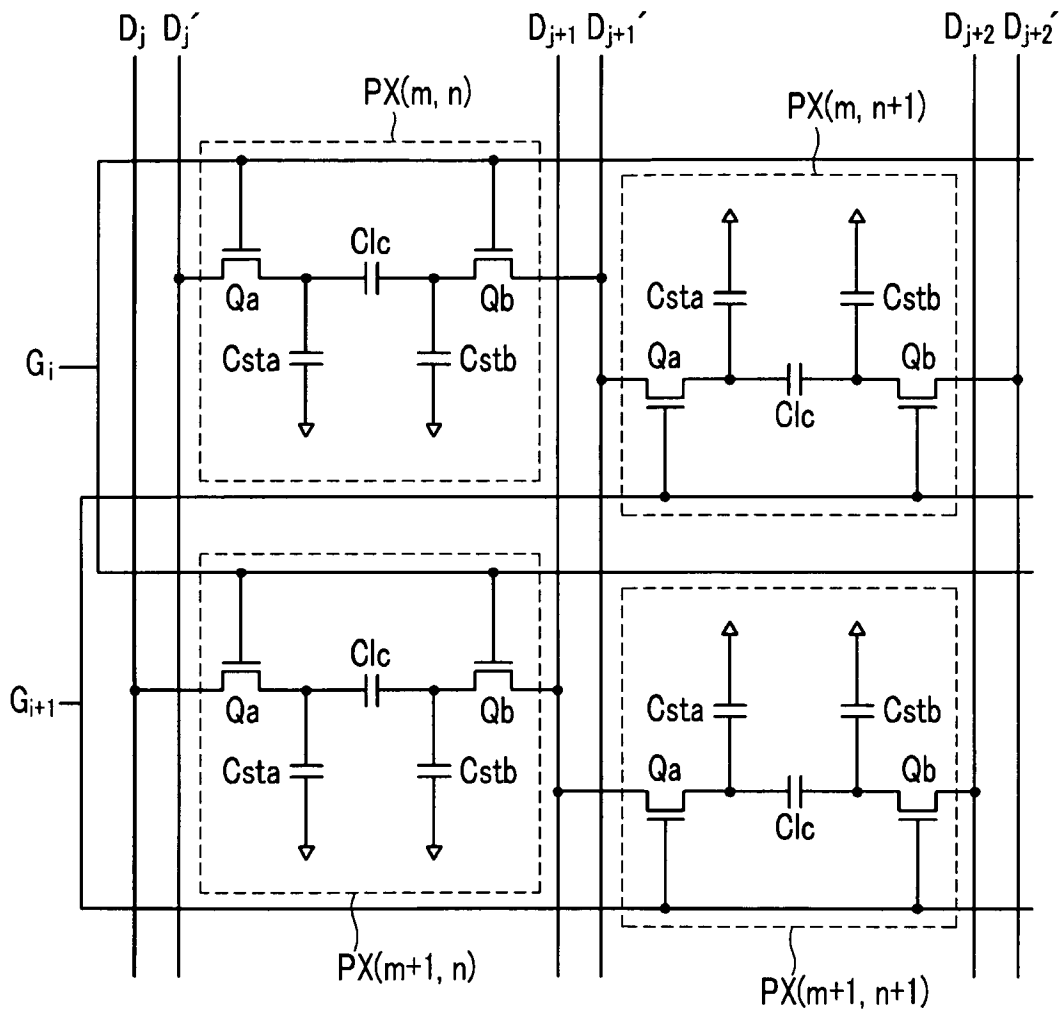 Dj Dj′ Dj+1 Dj+1′ Dj+2 Dj+2′
PX(m, n)
PX(m, n+1)
Clc
Qa Qb
Csta Cstb
Csta Cstb
Gi
Qa Qb
Clc
Clc
Qa Qb
Csta Cstb
Gi+1
Csta Cstb
Qa Qb
Clc
PX(m+1, n)
PX(m+1, n+1)